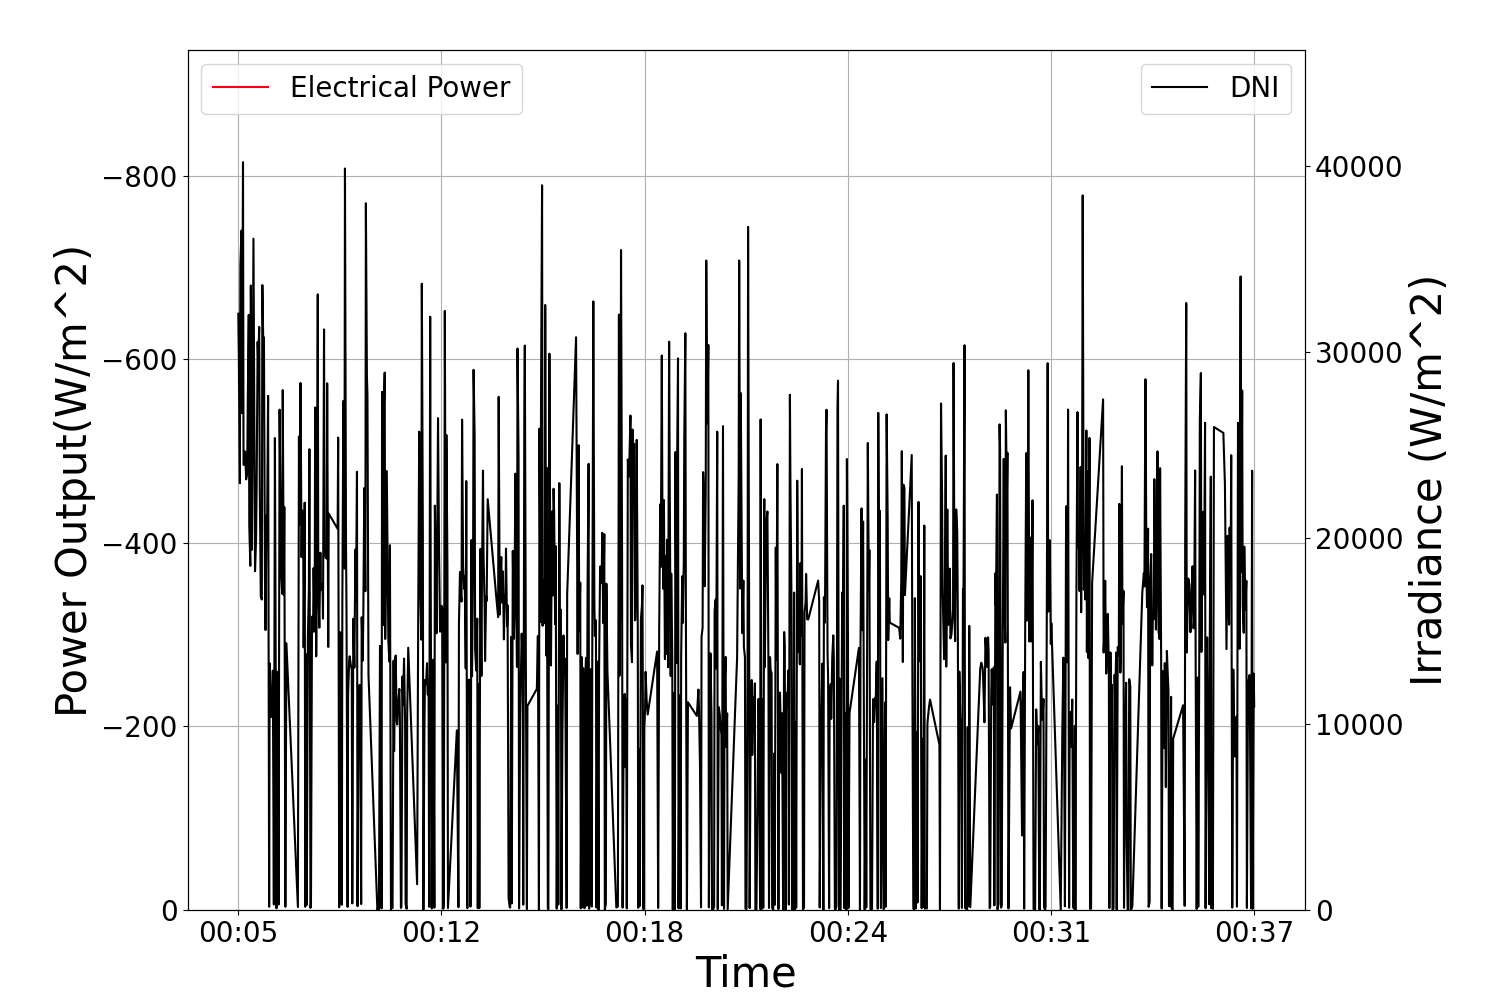 Electrical Power
DNI
Power Output(W/m^2)
−800
−600
−400
−200
0
Irradiance (W/m^2)
40000
30000
20000
10000
0
00:05 00:12 00:18 00:24 00:31 00:37
Time